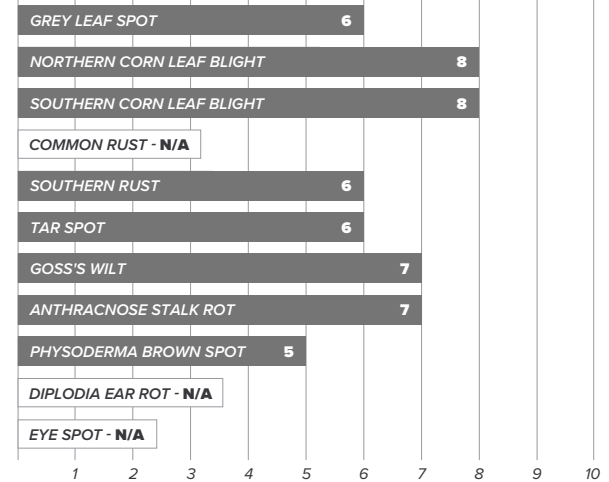 GREY LEAF SPOT 6
NORTHERN CORN LEAF BLIGHT 8
SOUTHERN CORN LEAF BLIGHT 8
COMMON RUST - N/A
SOUTHERN RUST 6
TAR SPOT 6
GOSS'S WILT 7
ANTHRACNOSE STALK ROT 7
PHYSODERMA BROWN SPOT 5
DIPLODIA EAR ROT - N/A
EYE SPOT - N/A
1 2 3 4 5 6 7 8 9 10